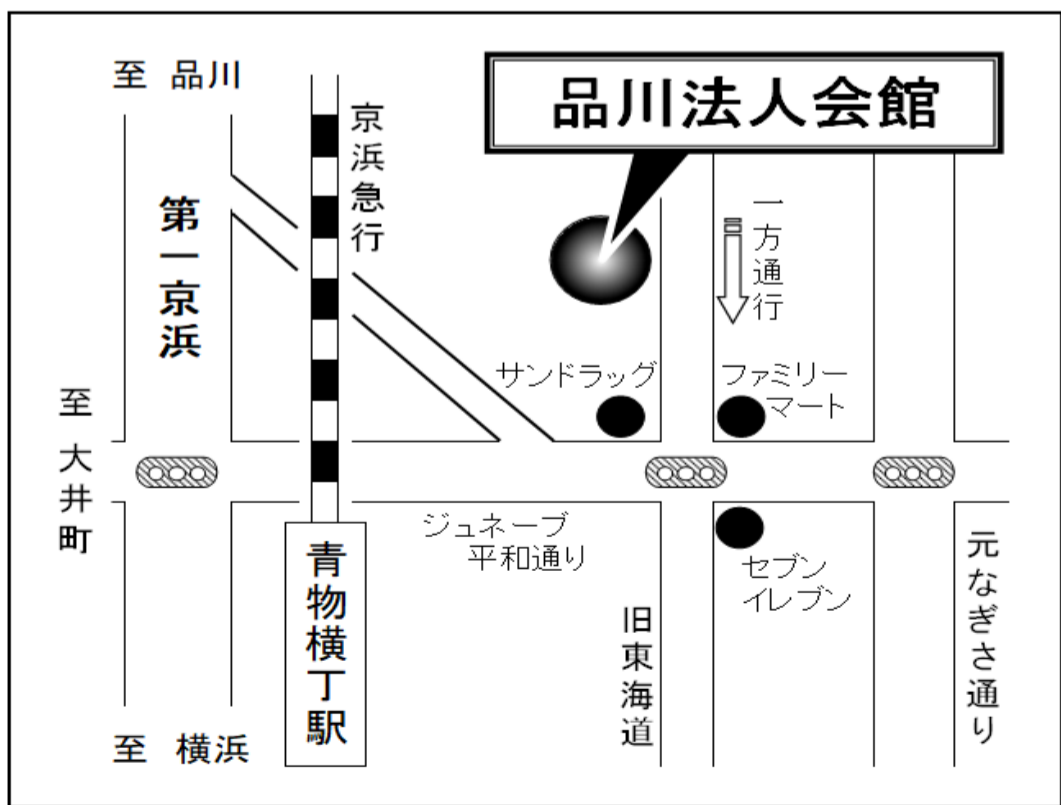 至 品川
品川法人会館
京浜急行
第一京浜
一方通行
サンドラッグ
ファミリー
マート
至大井町
ジュネーブ
平和通り
セブン
イレブン
青物横丁駅
旧東海道
元なぎさ通り
至 横浜